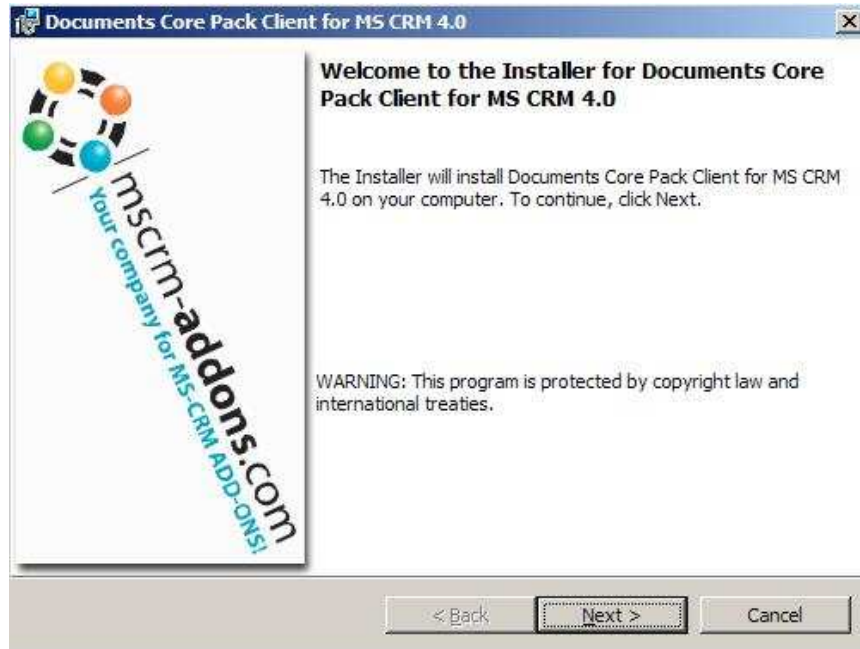 Documents Core Pack Client for MS CRM 4.0
Welcome to the Installer for Documents Core
Pack Client for MS CRM 4.0
The Installer will install Documents Core Pack Client for MS CRM
4.0 on your computer. To continue, click Next.
mscrm-addons.com
Your company for MS-CRM ADD-ONS!
WARNING: This program is protected by copyright law and
international treaties.
< Back
Next >
Cancel